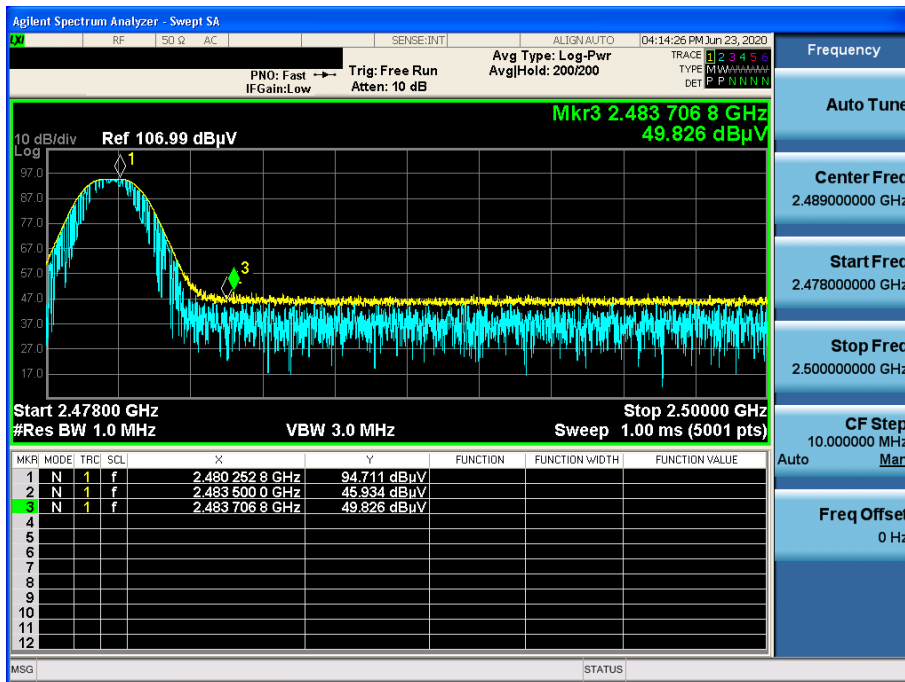 Agilent Spectrum Analyzer - Swept SA
LXI RF 50 Ω AC SENSE:INT ALIGN AUTO 04:14:26 PM Jun 23, 2020
PNO: Fast Trig: Free Run Avg Type: Log-Pwr TRACE 1 2 3 4 5 6
IFGain:Low Atten: 10 dB Avg|Hold: 200/200 TYPE M W W W W W
DET P P N N N N
Mkr3 2.483 706 8 GHz
49.826 dBµV
10 dB/div Ref 106.99 dBµV
Log
97.0
87.0
77.0
67.0
57.0
47.0
37.0
27.0
17.0
1
3
Start 2.47800 GHz Stop 2.50000 GHz
#Res BW 1.0 MHz VBW 3.0 MHz Sweep 1.00 ms (5001 pts)
MKR MODE TRC SCL X Y FUNCTION FUNCTION WIDTH FUNCTION VALUE
1 N 1 f 2.480 252 8 GHz 94.711 dBµV
2 N 1 f 2.483 500 0 GHz 45.934 dBµV
3 N 1 f 2.483 706 8 GHz 49.826 dBµV
4
5
6
7
8
9
10
11
12
MSG STATUS
Frequency
Auto Tune
Center Freq
2.489000000 GHz
Start Freq
2.478000000 GHz
Stop Freq
2.500000000 GHz
CF Step
10.000000 MHz
Auto Man
Freq Offset
0 Hz